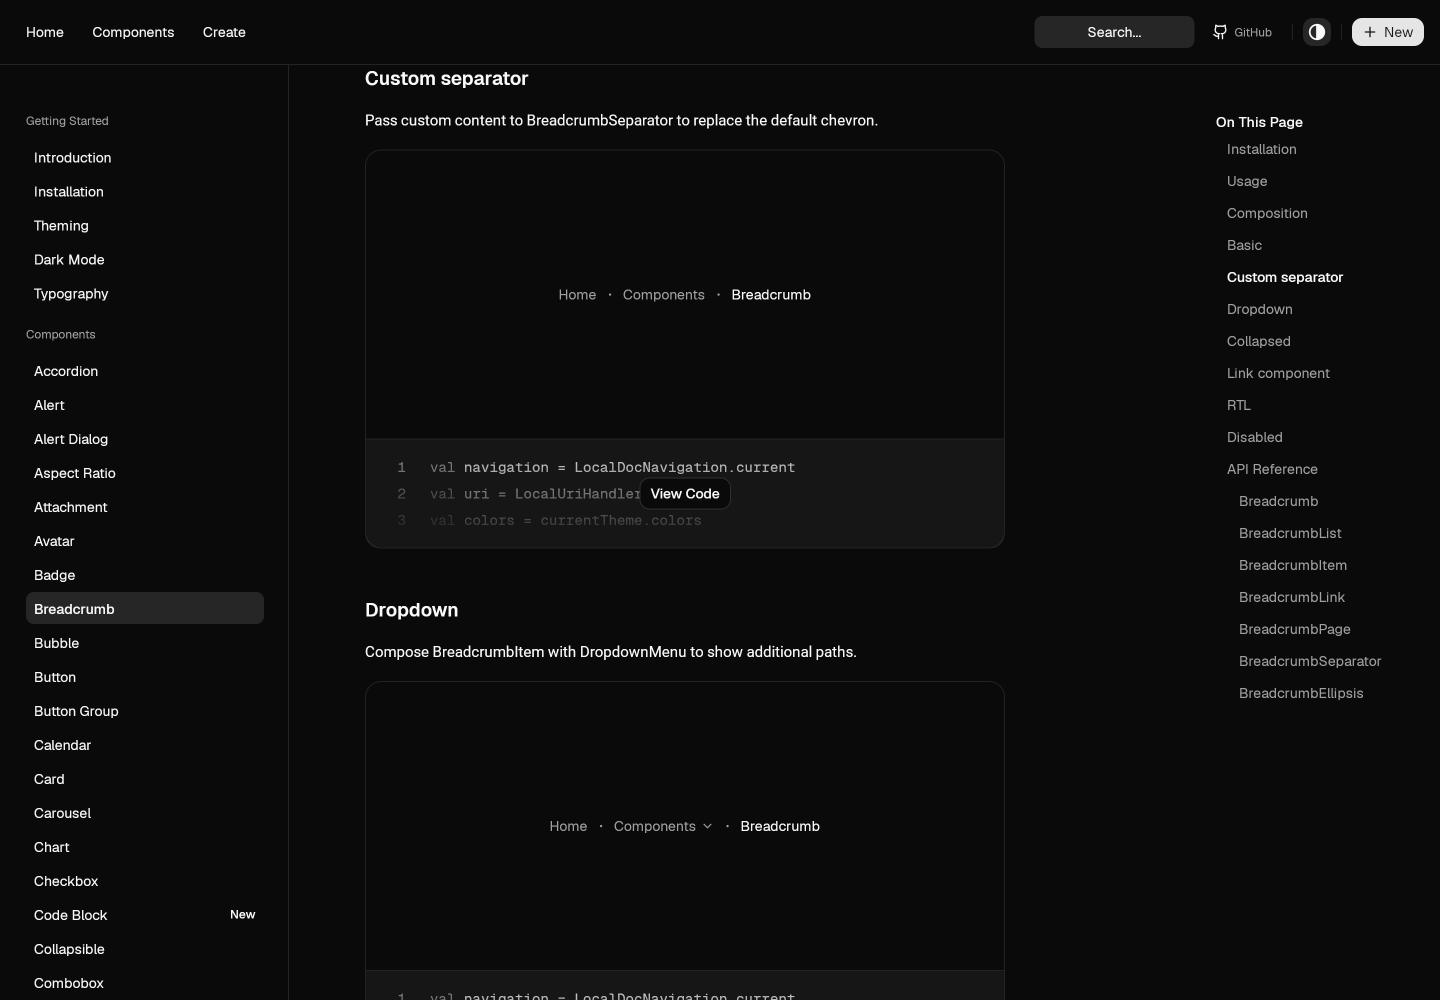 Home Components Create Search... GitHub New
Getting Started
Introduction
Installation
Theming
Dark Mode
Typography
Components
Accordion
Alert
Alert Dialog
Aspect Ratio
Attachment
Avatar
Badge
Breadcrumb
Bubble
Button
Button Group
Calendar
Card
Carousel
Chart
Checkbox
Code Block New
Collapsible
Combobox
Custom separator
Pass custom content to BreadcrumbSeparator to replace the default chevron.
Home · Components · Breadcrumb
1 val navigation = LocalDocNavigation.current
2 val uri = LocalUriHandler
View Code
3 val colors = currentTheme.colors
Dropdown
Compose BreadcrumbItem with DropdownMenu to show additional paths.
Home · Components · Breadcrumb
1 val navigation = LocalDocNavigation.current
On This Page
Installation
Usage
Composition
Basic
Custom separator
Dropdown
Collapsed
Link component
RTL
Disabled
API Reference
Breadcrumb
BreadcrumbList
BreadcrumbItem
BreadcrumbLink
BreadcrumbPage
BreadcrumbSeparator
BreadcrumbEllipsis